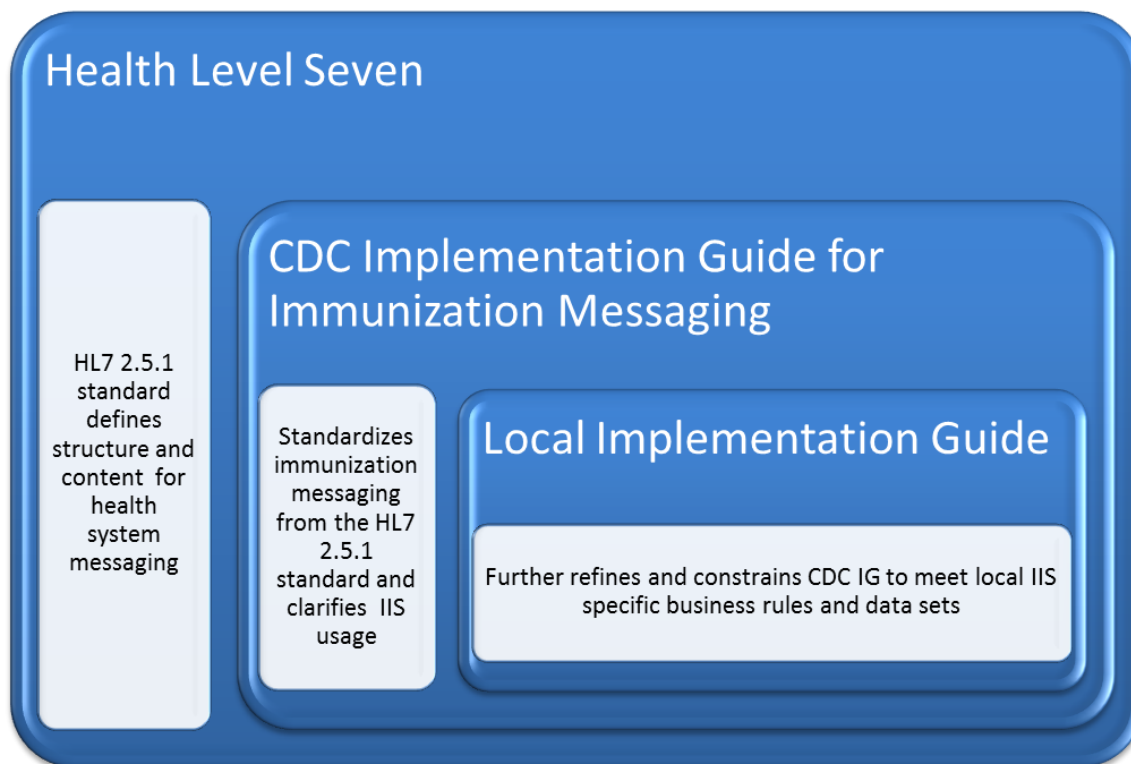 Health Level Seven
HL7 2.5.1
standard
defines
structure and
content for
health
system
messaging
CDC Implementation Guide for
Immunization Messaging
Standardizes
immunization
messaging
from the HL7
2.5.1
standard and
clarifies IIS
usage
Local Implementation Guide
Further refines and constrains CDC IG to meet local IIS
specific business rules and data sets